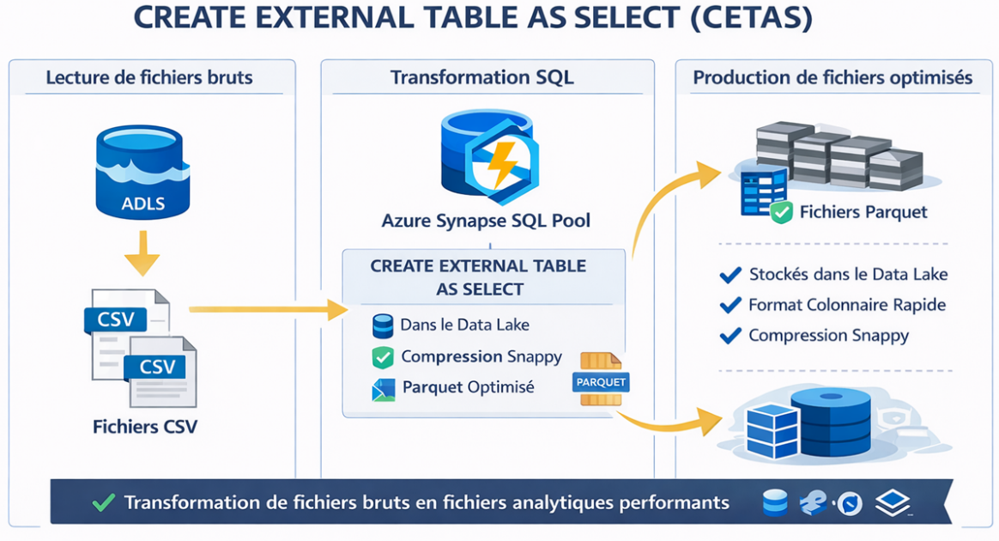 CREATE EXTERNAL TABLE AS SELECT (CETAS)
Lecture de fichiers bruts
ADLS
CSV
CSV
Fichiers CSV
Transformation SQL
Azure Synapse SQL Pool
CREATE EXTERNAL TABLE
AS SELECT
Dans le Data Lake
Compression Snappy
Parquet Optimisé
PARQUET
Production de fichiers optimisés
Fichiers Parquet
Stockés dans le Data Lake
Format Colonnaire Rapide
Compression Snappy
Transformation de fichiers bruts en fichiers analytiques performants